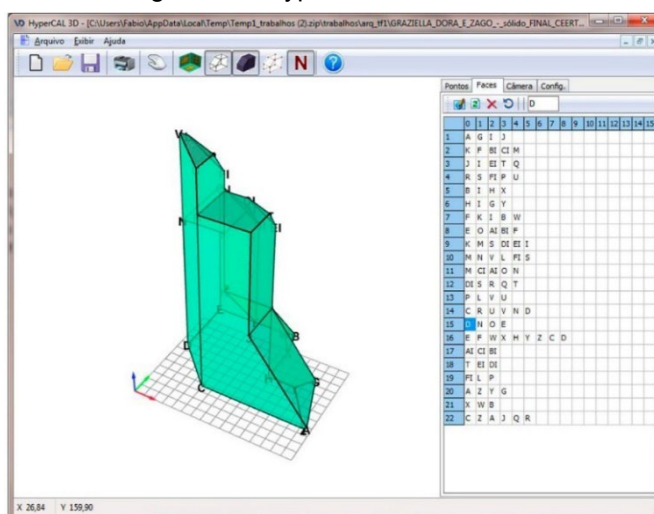 HyperCAL 3D - [C:\Users\Fabio\AppData\Local\Temp\Temp1_trabalhos (2).zip\trabalhos\arq_tf1\GRAZIELLA_DORA_E_ZAGO_-_sólido_FINAL_CEERT...
Arquivo Exibir Ajuda
N ?
Pontos Faces Câmera Config.
D
0 1 2 3 4 5 6 7 8 9 10 11 12 13 14 15
1 A G I J
2 K F BI CI M
3 J I EI T Q
4 R S FI P U
5 B I H X
6 H I G Y
7 F K I B W
8 E O AI BI F
9 K M S DI EI I
10 M N V L FI S
11 M CI AI O N
12 DI S R Q T
13 P L V U
14 C R U V N D
15 D N O E
16 E F W X H Y Z C D
17 AI CI BI
18 T EI DI
19 FI L P
20 A Z Y G
21 X W B
22 C Z A J Q R
V
I
N
EI
E
B
D
H
G
C
A
X 26,84 Y 159,90